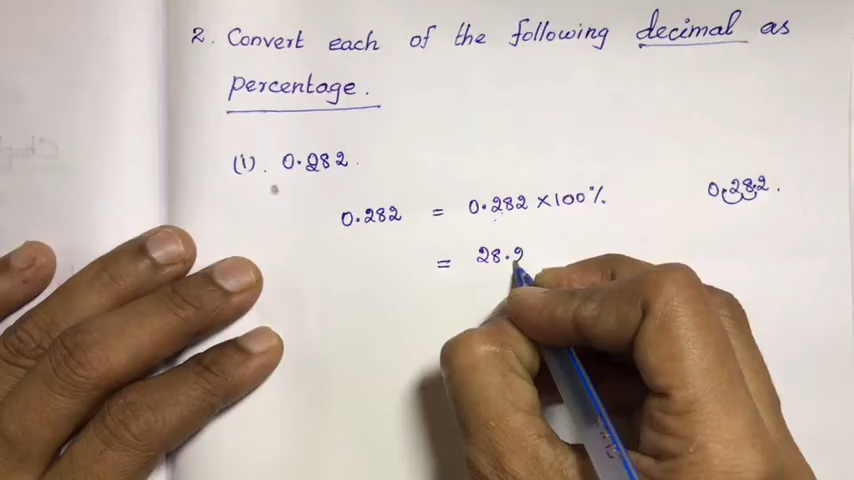 2. Convert each of the following decimal as
percentage.
(i). 0.282.
0.282 = 0.282 ×100%
0.282.
= 28.2